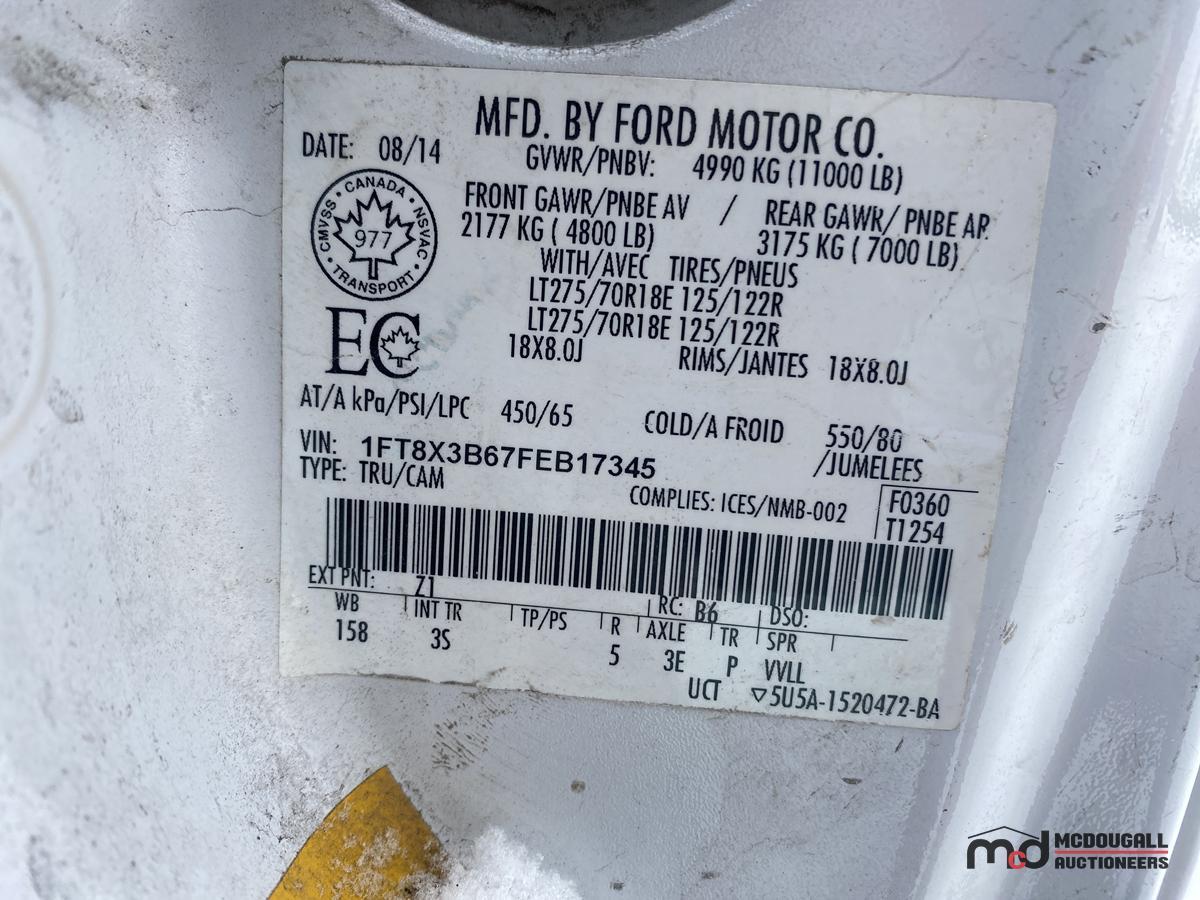 MFD. BY FORD MOTOR CO.
DATE: 08/14
GVWR/PNBV: 4990 KG (11000 LB)
FRONT GAWR/PNBE AV / REAR GAWR/ PNBE AR
2177 KG ( 4800 LB) 3175 KG ( 7000 LB)
WITH/AVEC TIRES/PNEUS
LT275/70R18E 125/122R
LT275/70R18E 125/122R
18X8.0J RIMS/JANTES 18X8.0J
CANADA
CMVSS NSVAC
977
TRANSPORT
EC
AT/A kPa/PSI/LPC 450/65 COLD/A FROID 550/80
/JUMELEES
VIN: 1FT8X3B67FEB17345
TYPE: TRU/CAM
COMPLIES: ICES/NMB-002
F0360
T1254
EXT PNT: Z1 RC: B6 DSO:
WB INT TR TP/PS R AXLE TR SPR
158 3S 5 3E P VVLL
UCT ▽5U5A-1520472-BA
mcd MCDOUGALL
AUCTIONEERS